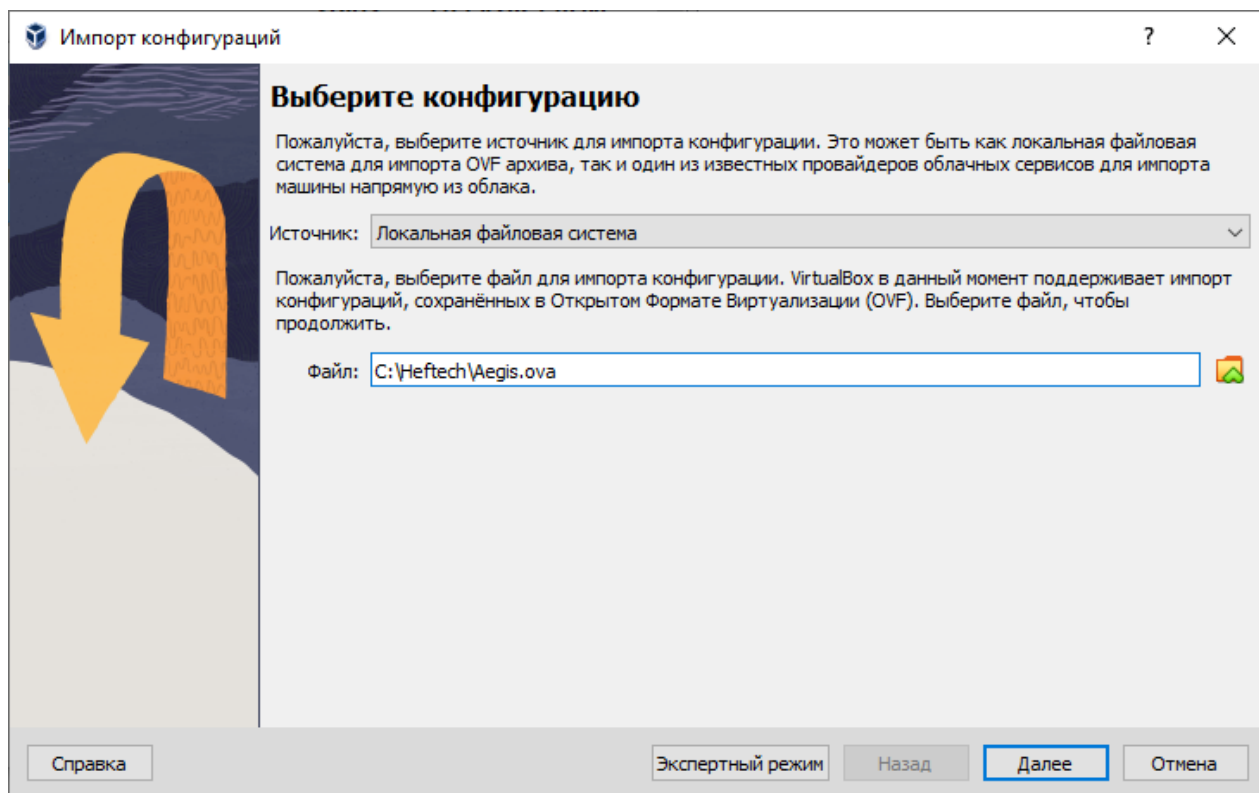 Импорт конфигураций
?
Выберите конфигурацию
Пожалуйста, выберите источник для импорта конфигурации. Это может быть как локальная файловая
система для импорта OVF архива, так и один из известных провайдеров облачных сервисов для импорта
машины напрямую из облака.
Источник: Локальная файловая система
Пожалуйста, выберите файл для импорта конфигурации. VirtualBox в данный момент поддерживает импорт
конфигураций, сохранённых в Открытом Формате Виртуализации (OVF). Выберите файл, чтобы
продолжить.
Файл: C:\Heftech\Aegis.ova
Справка Экспертный режим Назад Далее Отмена